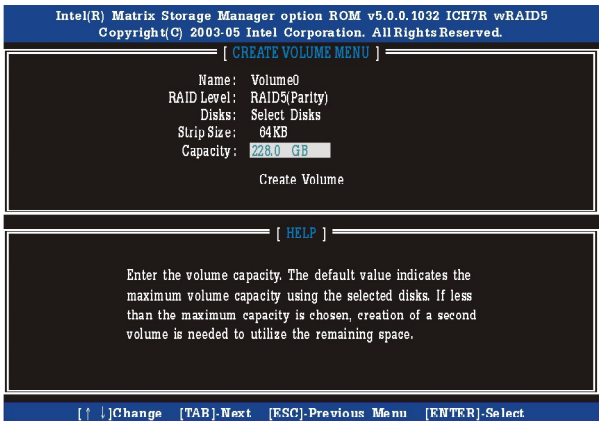 Intel(R) Matrix Storage Manager option ROM v5.0.0.1032 ICH7R wRAID5
Copyright(C) 2003-05 Intel Corporation. All Rights Reserved.
[ CREATE VOLUME MENU ]
Name: Volume0
RAID Level: RAID5(Parity)
Disks: Select Disks
Strip Size: 64KB
Capacity: 228.0 GB
Create Volume
[ HELP ]
Enter the volume capacity. The default value indicates the
maximum volume capacity using the selected disks. If less
than the maximum capacity is chosen, creation of a second
volume is needed to utilize the remaining space.
[↑ ↓]Change [TAB]-Next [ESC]-Previous Menu [ENTER]-Select